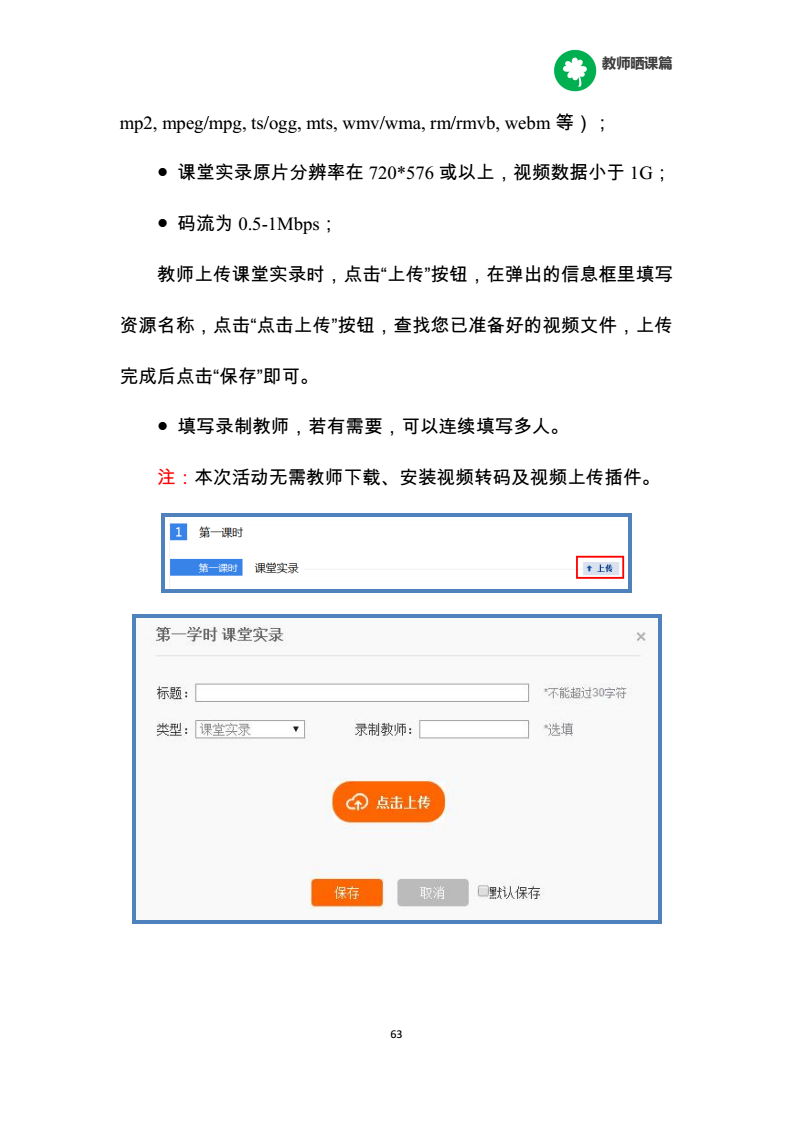 教师晒课篇
mp2, mpeg/mpg, ts/ogg, mts, wmv/wma, rm/rmvb, webm 等）；
● 课堂实录原片分辨率在 720*576 或以上，视频数据小于 1G；
● 码流为 0.5-1Mbps；
教师上传课堂实录时，点击“上传”按钮，在弹出的信息框里填写
资源名称，点击“点击上传”按钮，查找您已准备好的视频文件，上传
完成后点击“保存”即可。
● 填写录制教师，若有需要，可以连续填写多人。
注：本次活动无需教师下载、安装视频转码及视频上传插件。
1 第一课时
第一课时 课堂实录 上传
第一学时 课堂实录 ×
标题： *不能超过30字符
类型： 课堂实录 ▼ 录制教师： *选填
点击上传
保存 取消 默认保存
63